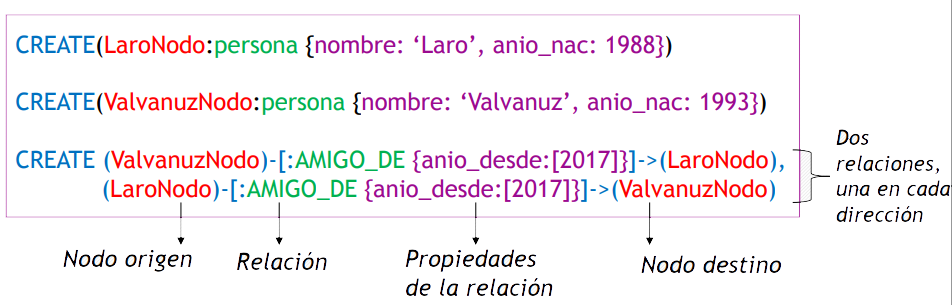 CREATE(LaroNodo:persona {nombre: ‘Laro’, anio_nac: 1988})
CREATE(ValvanuzNodo:persona {nombre: ‘Valvanuz’, anio_nac: 1993})
CREATE (ValvanuzNodo)-[:AMIGO_DE {anio_desde:[2017]}]->(LaroNodo),
(LaroNodo)-[:AMIGO_DE {anio_desde:[2017]}]->(ValvanuzNodo)
Dos
relaciones,
una en cada
dirección
Nodo origen
Relación
Propiedades
de la relación
Nodo destino